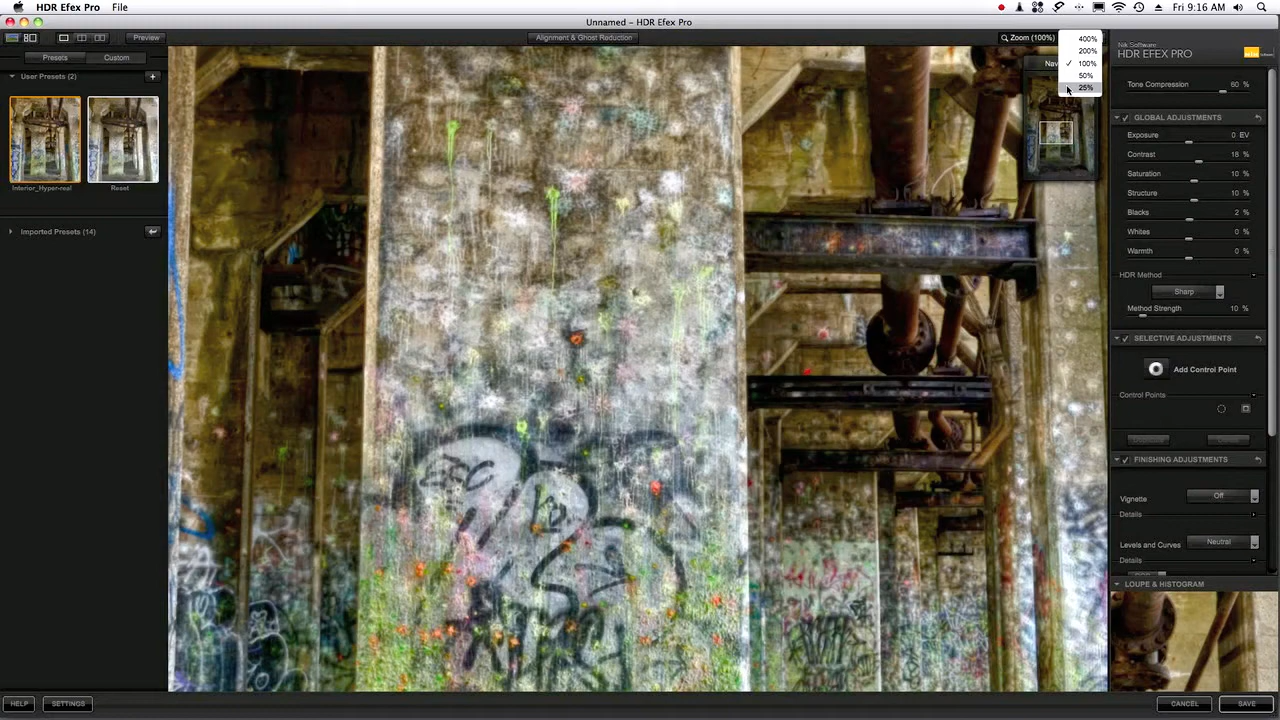 HDR Efex Pro File
Fri 9:16 AM
Unnamed – HDR Efex Pro
Preview
Alignment & Ghost Reduction
Zoom (100%)
400%
200%
✓ 100%
50%
25%
Presets Custom
User Presets (2)
Interior_Hyper-real
Reset
Imported Presets (14)
Nik Software
HDR EFEX PRO
Tone Compression 60 %
GLOBAL ADJUSTMENTS
Exposure 0 EV
Contrast 18 %
Saturation 10 %
Structure 10 %
Blacks 2 %
Whites 0 %
Warmth 0 %
HDR Method
Sharp
Method Strength 10 %
SELECTIVE ADJUSTMENTS
Add Control Point
Control Points
Duplicate
Delete
FINISHING ADJUSTMENTS
Vignette Off
Details
Levels and Curves Neutral
Details
LOUPE & HISTOGRAM
HELP
SETTINGS
CANCEL
SAVE